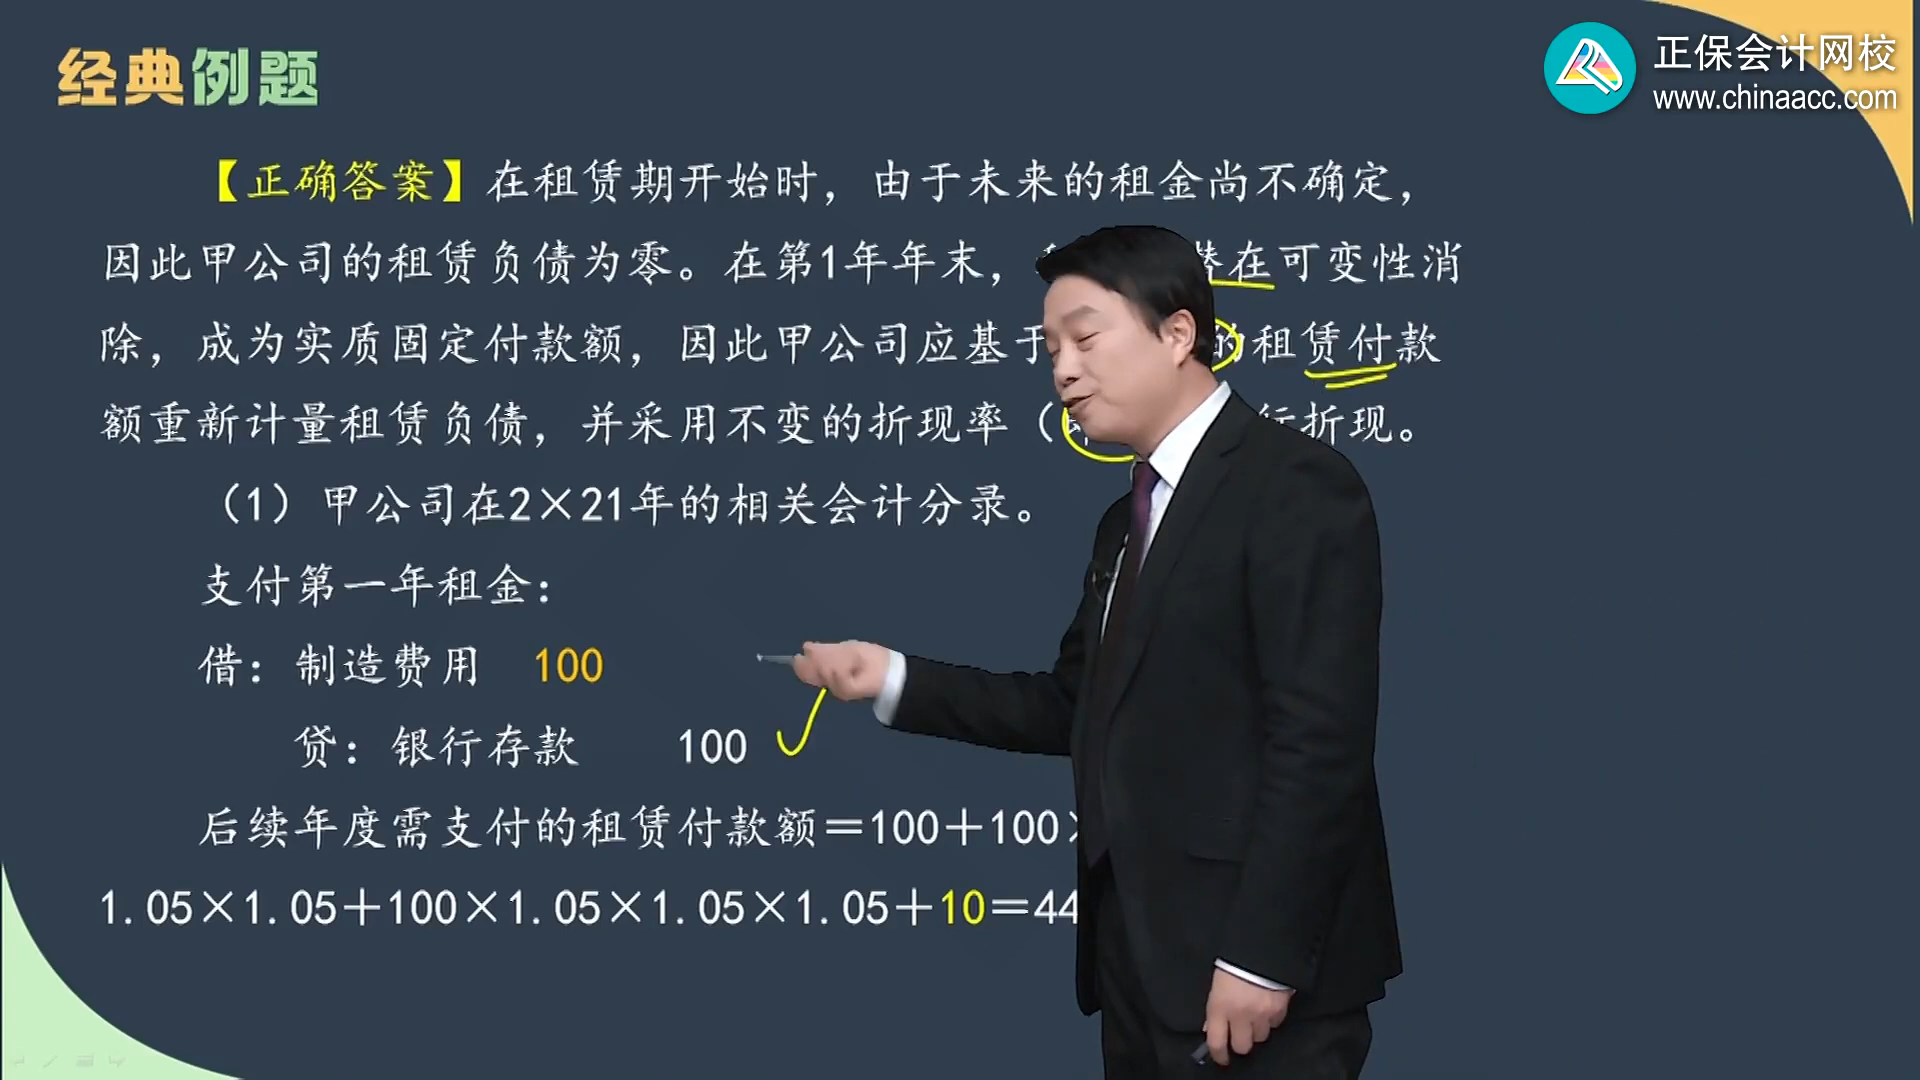 经典例题
正保会计网校
www.chinaacc.com
【正确答案】在租赁期开始时，由于未来的租金尚不确定，
因此甲公司的租赁负债为零。在第1年年末，在可变性消
除，成为实质固定付款额，因此甲公司应基于的租赁付款
额重新计量租赁负债，并采用不变的折现率（行折现。
（1）甲公司在2×21年的相关会计分录。
支付第一年租金：
借：制造费用 100
贷：银行存款 100
后续年度需支付的租赁付款额＝100＋100×
1.05×1.05＋100×1.05×1.05×1.05＋10＝44